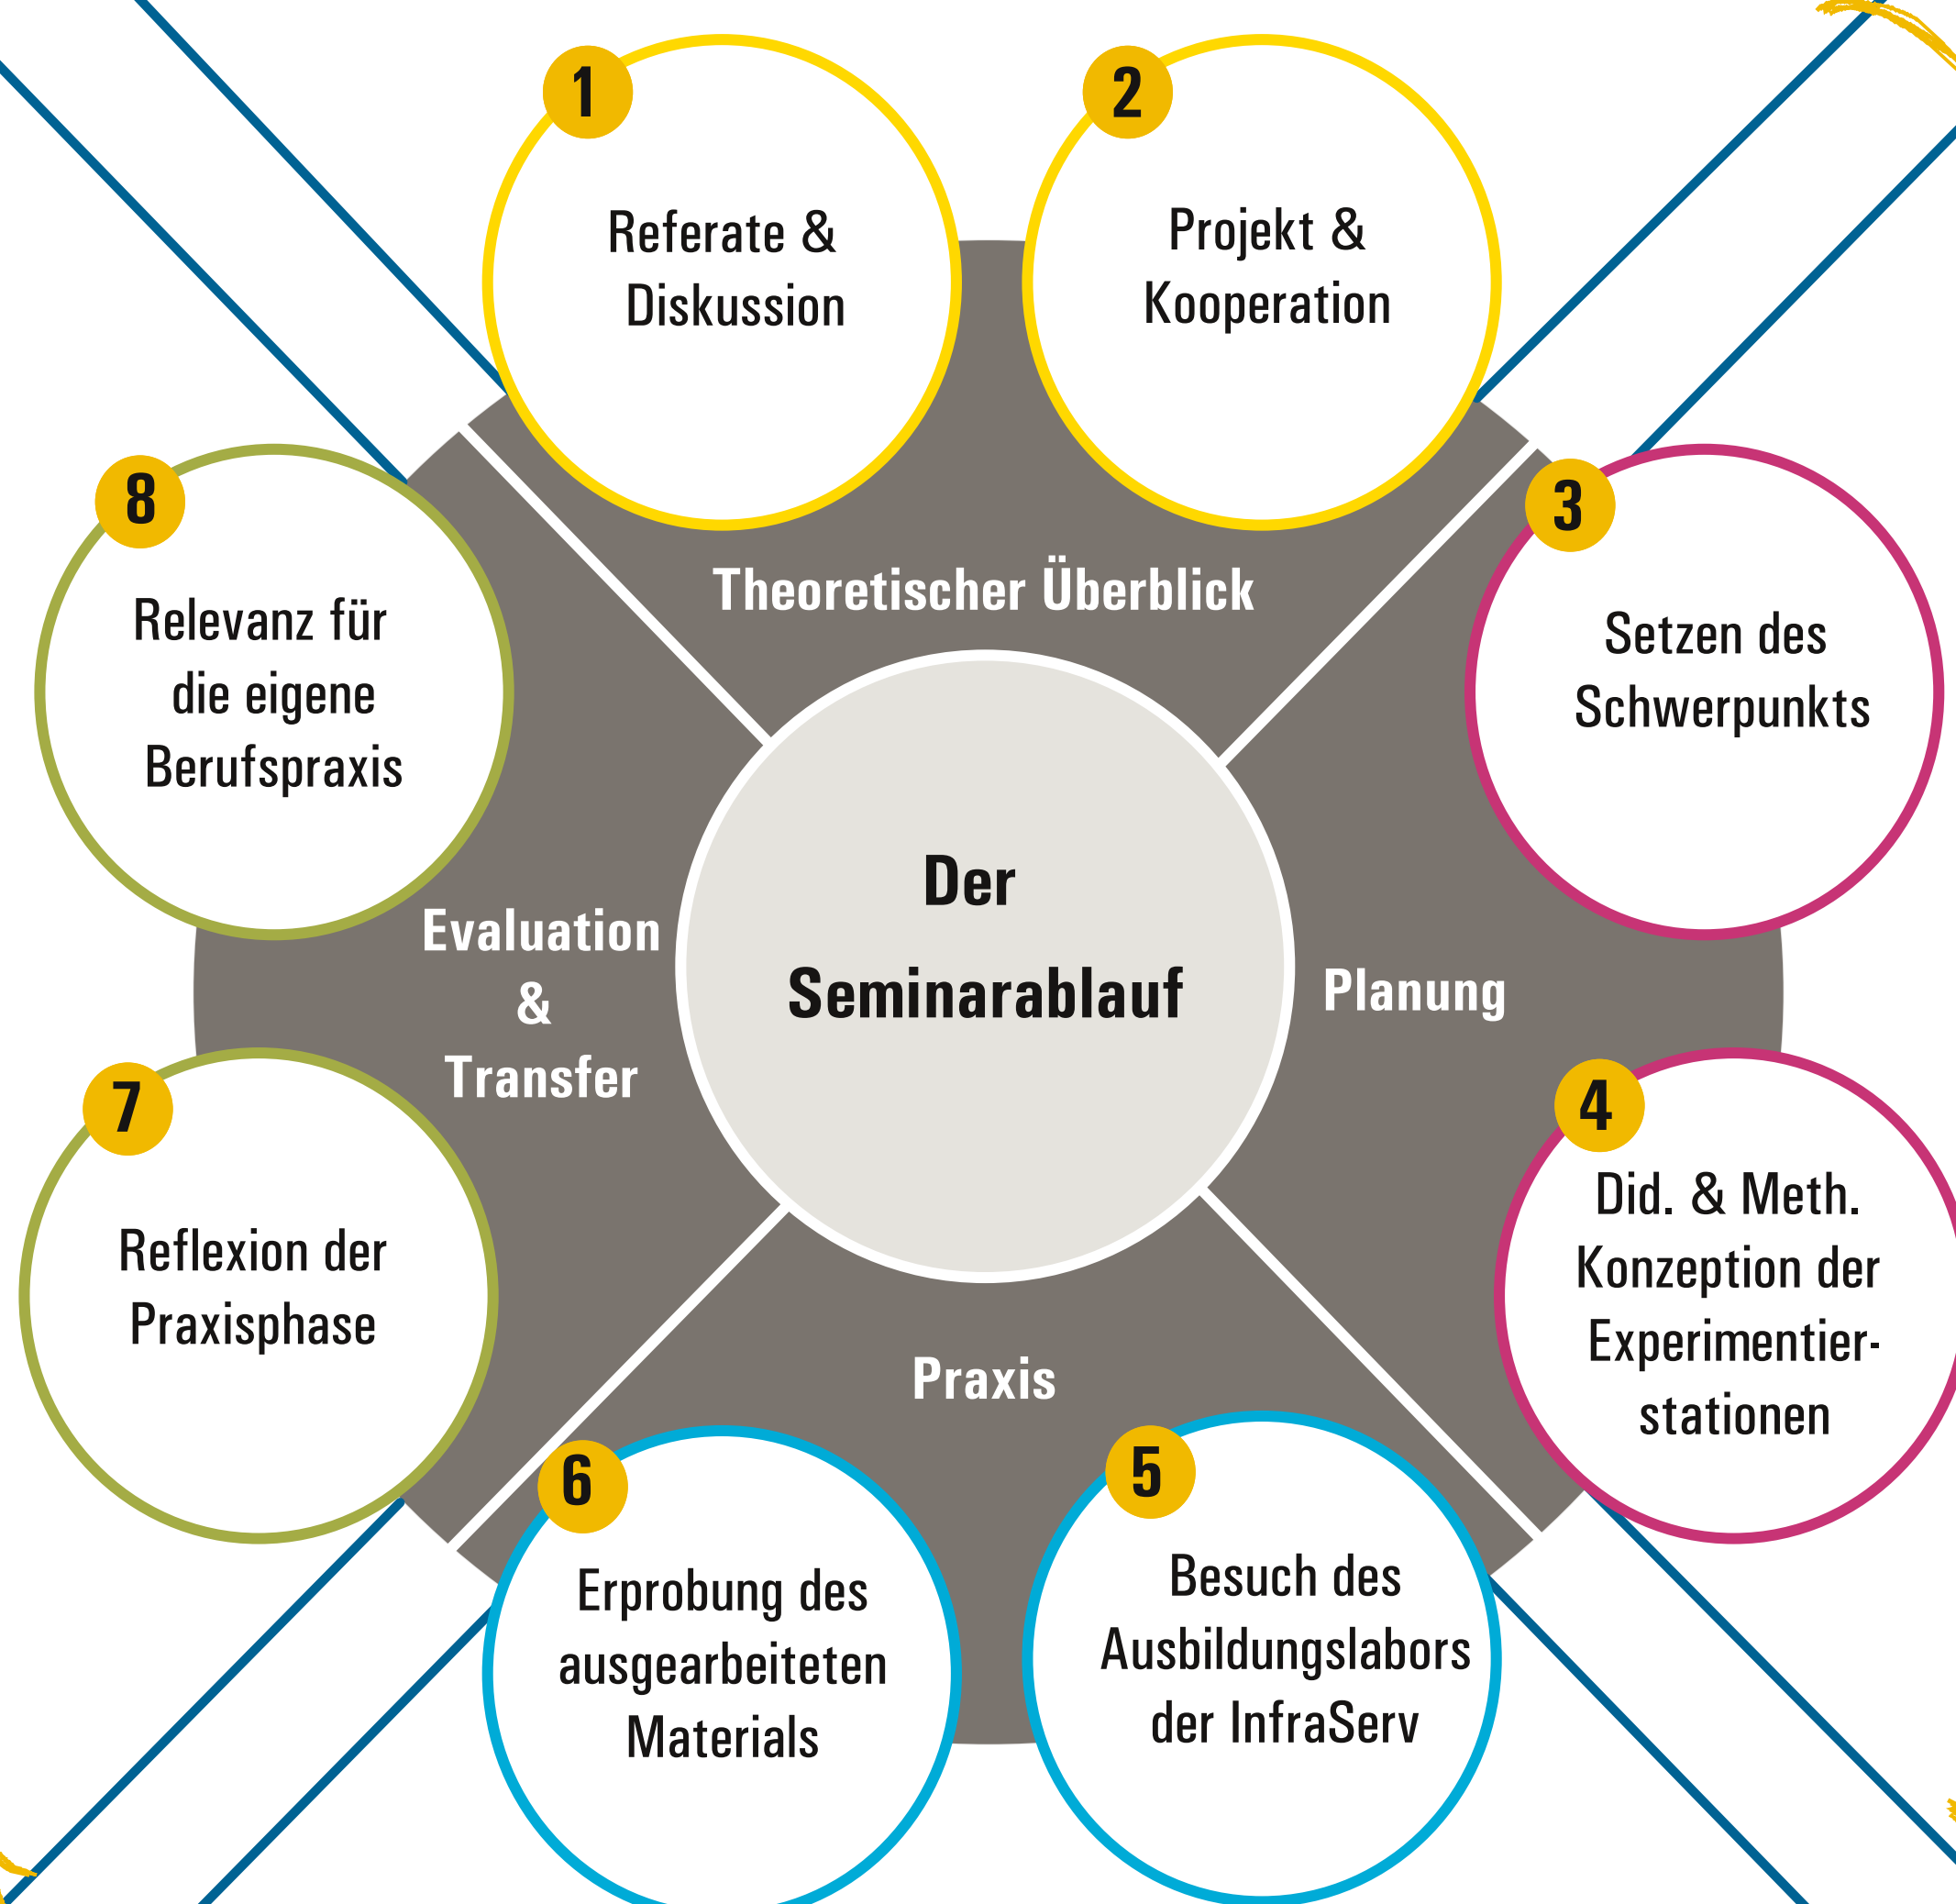 1
Referate &
Diskussion
2
Projekt &
Kooperation
3
Setzen des
Schwerpunkts
4
Did. & Meth.
Konzeption der
Experimentier-
stationen
5
Besuch des
Ausbildungslabors
der InfraServ
6
Erprobung des
ausgearbeiteten
Materials
7
Reflexion der
Praxisphase
8
Relevanz für
die eigene
Berufspraxis
Theoretischer Überblick
Planung
Praxis
Evaluation
&
Transfer
Der
Seminarablauf